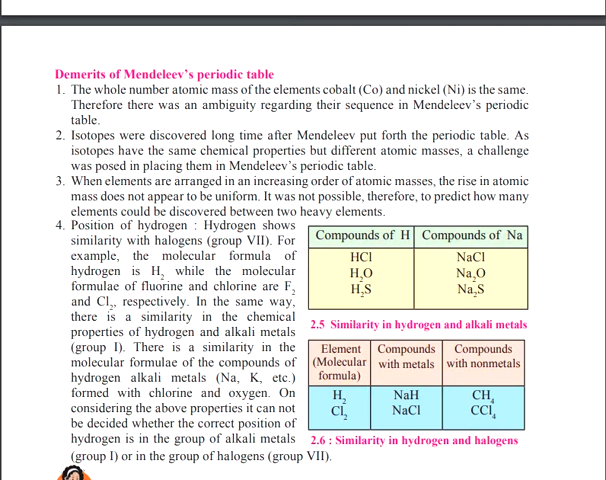 Demerits of Mendeleev's periodic table
1. The whole number atomic mass of the elements cobalt (Co) and nickel (Ni) is the same.
Therefore there was an ambiguity regarding their sequence in Mendeleev's periodic
table.
2. Isotopes were discovered long time after Mendeleev put forth the periodic table. As
isotopes have the same chemical properties but different atomic masses, a challenge
was posed in placing them in Mendeleev's periodic table.
3. When elements are arranged in an increasing order of atomic masses, the rise in atomic
mass does not appear to be uniform. It was not possible, therefore, to predict how many
elements could be discovered between two heavy elements.
4. Position of hydrogen : Hydrogen shows
similarity with halogens (group VII). For
example, the molecular formula of
hydrogen is H₂ while the molecular
formulae of fluorine and chlorine are F₂
and Cl₂, respectively. In the same way,
there is a similarity in the chemical
properties of hydrogen and alkali metals
(group I). There is a similarity in the
molecular formulae of the compounds of
hydrogen alkali metals (Na, K, etc.)
formed with chlorine and oxygen. On
considering the above properties it can not
be decided whether the correct position of
hydrogen is in the group of alkali metals
(group I) or in the group of halogens (group VII).
Compounds of H Compounds of Na
HCl NaCl
H₂O Na₂O
H₂S Na₂S
2.5 Similarity in hydrogen and alkali metals
Element Compounds Compounds
(Molecular with metals with nonmetals
formula)
H₂ NaH CH₄
Cl₂ NaCl CCl₄
2.6 : Similarity in hydrogen and halogens